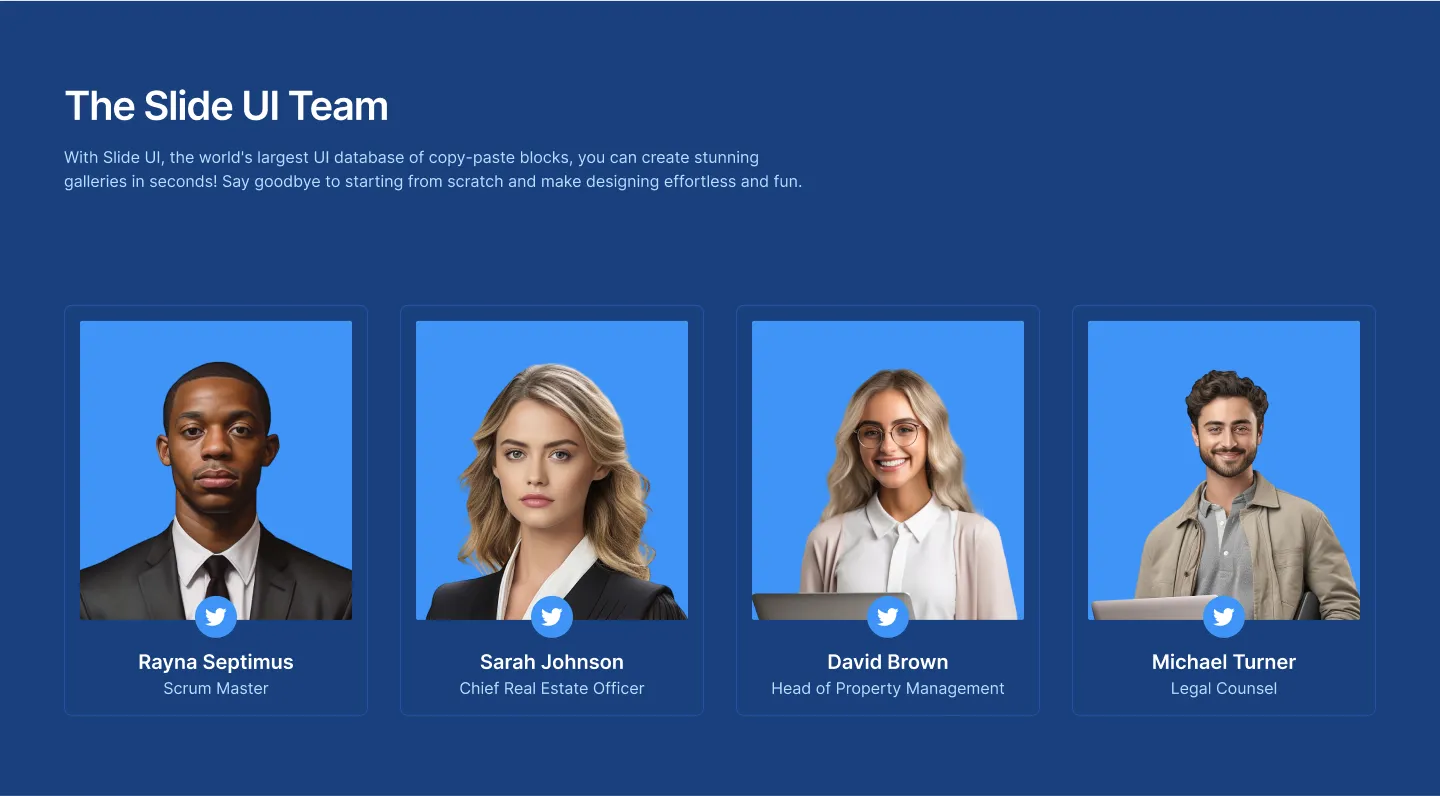 The Slide UI Team
With Slide UI, the world's largest UI database of copy-paste blocks, you can create stunning
galleries in seconds! Say goodbye to starting from scratch and make designing effortless and fun.
Rayna Septimus
Scrum Master
Sarah Johnson
Chief Real Estate Officer
David Brown
Head of Property Management
Michael Turner
Legal Counsel